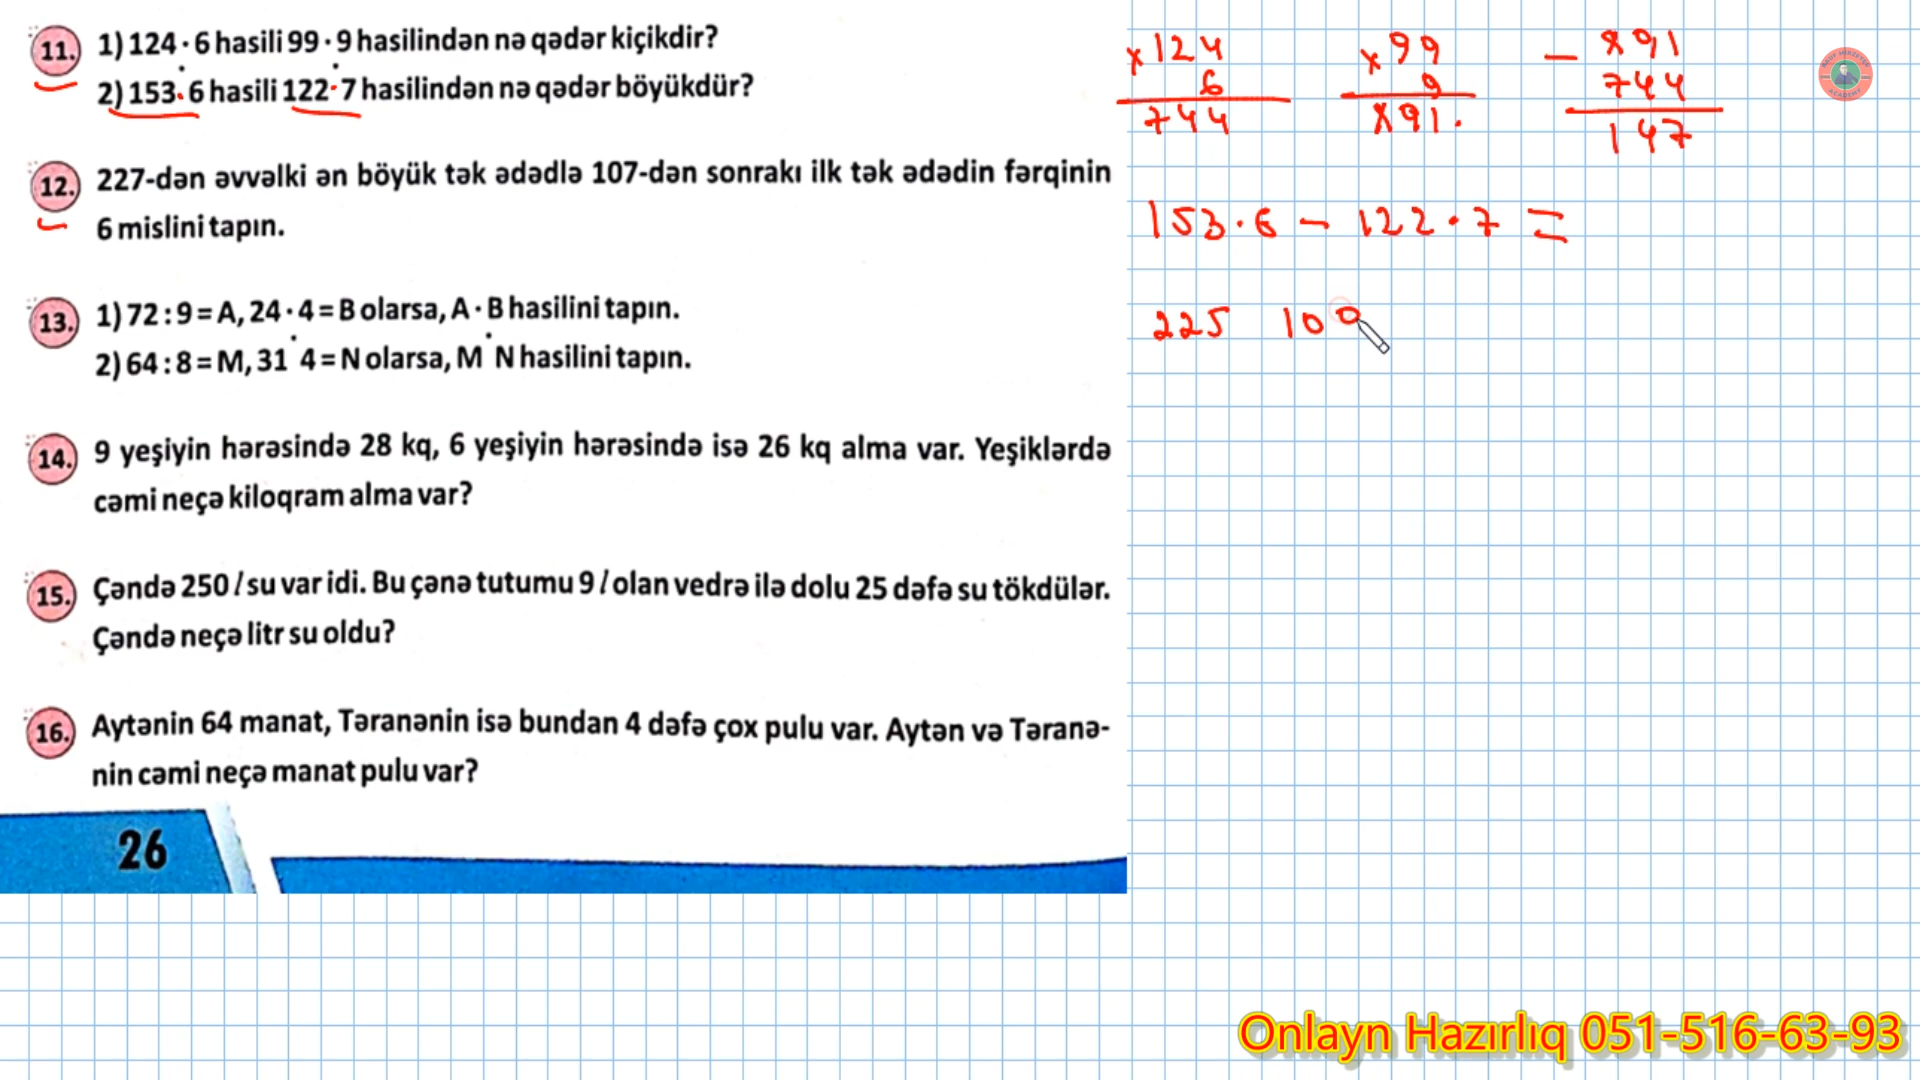 11. 1) 124 · 6 hasili 99 · 9 hasilindən nə qədər kiçikdir?
2) 153 · 6 hasili 122 · 7 hasilindən nə qədər böyükdür?
12. 227-dən əvvəlki ən böyük tək ədədlə 107-dən sonrakı ilk tək ədədin fərqinin
6 mislini tapın.
13. 1) 72 : 9 = A, 24 · 4 = B olarsa, A · B hasilini tapın.
2) 64 : 8 = M, 31 · 4 = N olarsa, M · N hasilini tapın.
14. 9 yeşiyin hərəsində 28 kq, 6 yeşiyin hərəsində isə 26 kq alma var. Yeşiklərdə
cəmi neçə kiloqram alma var?
15. Çəndə 250 l su var idi. Bu çənə tutumu 9 l olan vedrə ilə dolu 25 dəfə su tökdülər.
Çəndə neçə litr su oldu?
16. Aytənin 64 manat, Təranənin isə bundan 4 dəfə çox pulu var. Aytən və Təranə-
nin cəmi neçə manat pulu var?
26
× 124
6
744
× 99
9
891.
− 891
744
147
153 · 6 − 122 · 7 =
225 109
Onlayn Hazırlıq 051-516-63-93